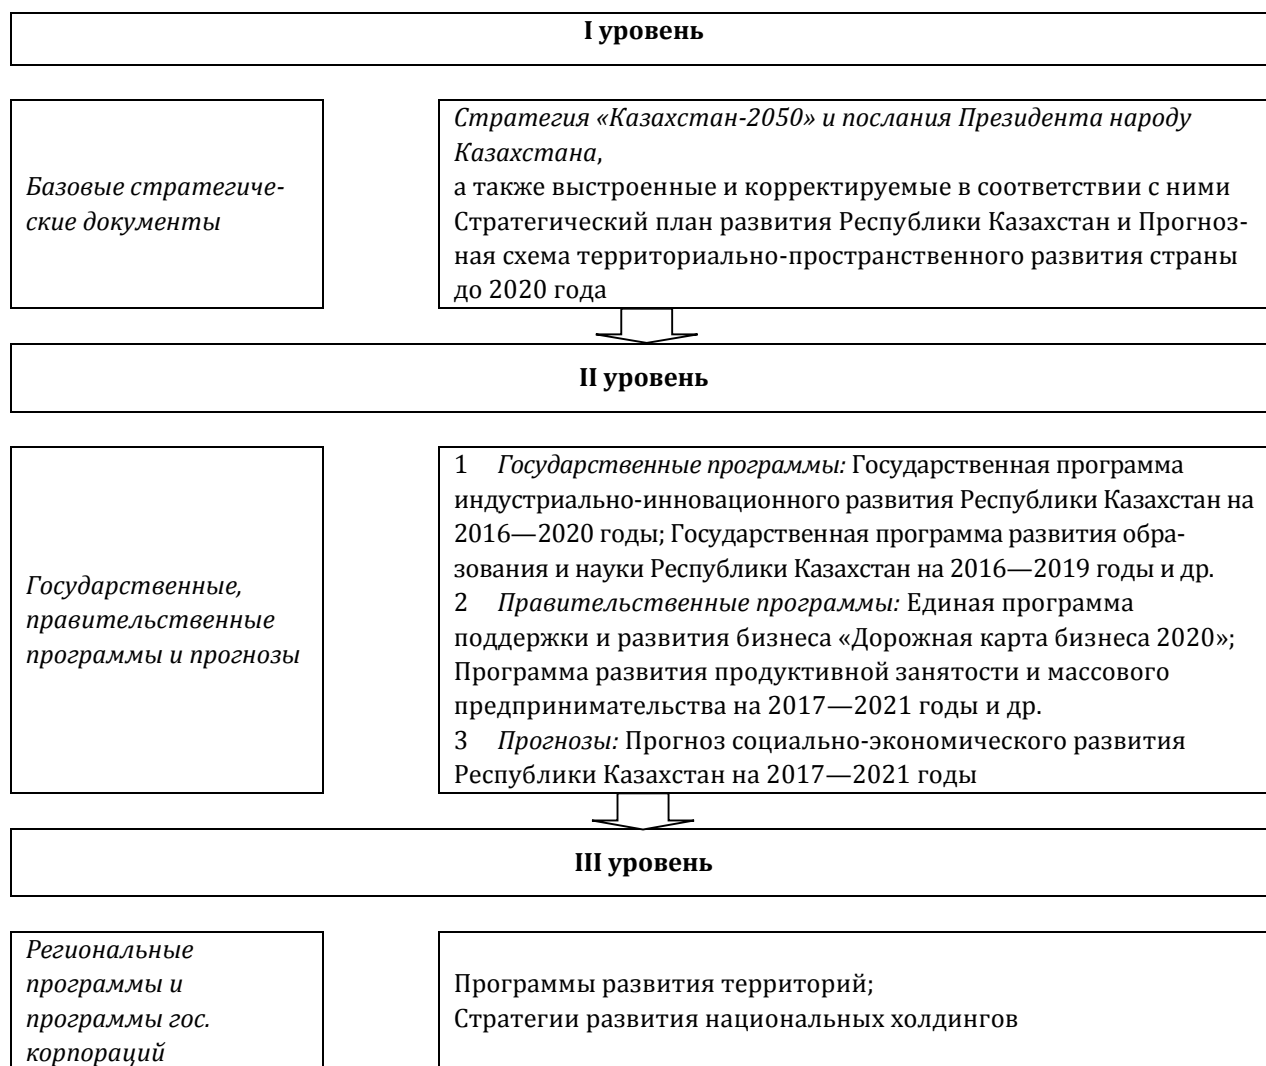 I уровень
Базовые стратегиче-
ские документы
Стратегия «Казахстан-2050» и послания Президента народу
Казахстана,
а также выстроенные и корректируемые в соответствии с ними
Стратегический план развития Республики Казахстан и Прогноз-
ная схема территориально-пространственного развития страны
до 2020 года
II уровень
Государственные,
правительственные
программы и прогнозы
1 Государственные программы: Государственная программа
индустриально-инновационного развития Республики Казахстан на
2016—2020 годы; Государственная программа развития обра-
зования и науки Республики Казахстан на 2016—2019 годы и др.
2 Правительственные программы: Единая программа
поддержки и развития бизнеса «Дорожная карта бизнеса 2020»;
Программа развития продуктивной занятости и массового
предпринимательства на 2017—2021 годы и др.
3 Прогнозы: Прогноз социально-экономического развития
Республики Казахстан на 2017—2021 годы
III уровень
Региональные
программы и
программы гос.
корпораций
Программы развития территорий;
Стратегии развития национальных холдингов